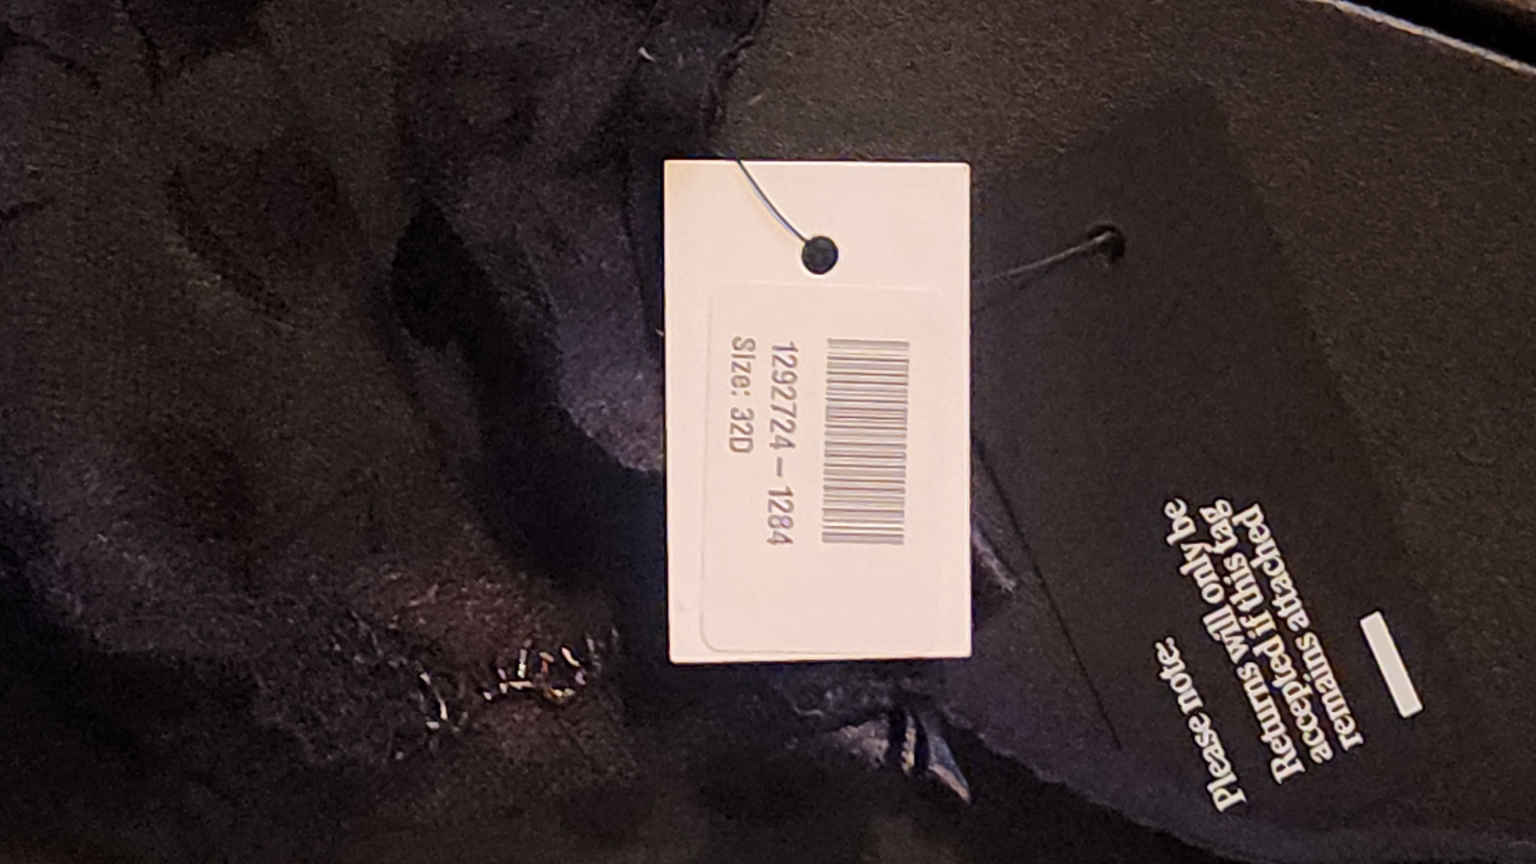 1292724-1284
Size: 32D
Please note:
Returns will only be
accepted if this tag
remains attached